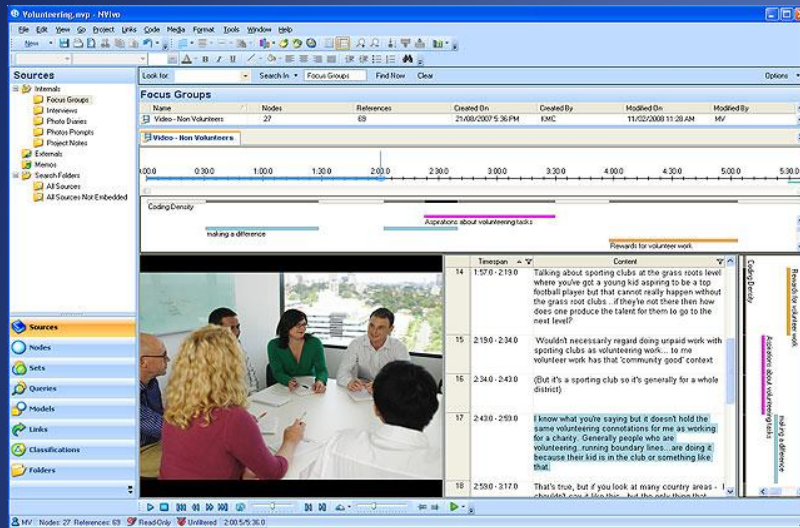 Volunteering.nvp - NVivo
File Edit View Go Project Links Code Media Format Tools Window Help
New
Sources
Look for: Search In Focus Groups Find Now Clear Options
Internals
Focus Groups
Interviews
Photo Diaries
Photos Prompts
Project Notes
Externals
Memos
Search Folders
All Sources
All Sources Not Embedded
Focus Groups
Name Nodes References Created On Created By Modified On Modified By
Video - Non Volunteers 27 69 21/08/2007 5:36 PM KMC 11/02/2008 11:28 AM MV
Video - Non Volunteers
0:30.0 1:00.0 1:30.0 2:00.0 2:30.0 3:00.0 3:30.0 4:00.0 4:30.0 5:00.0 5:30.0
Coding Density
Aspirations about volunteering tasks
making a difference
Rewards for volunteer work
Timespan Content
14 1:57.0 - 2:19.0 Talking about sporting clubs at the grass roots level
where you've got a young kid aspiring to be a top
football player but that cannot really happen without
the grass root clubs...if they're not there then how
does one produce the talent for them to go to the
next level?
15 2:19.0 - 2:34.0 Wouldn't necessarily regard doing unpaid work with
sporting clubs as volunteering work... to me
volunteer work has that 'community good' context
16 2:34.0 - 2:43.0 (But it's a sporting club so it's generally for a whole
district)
17 2:43.0 - 2:59.0 I know what you're saying but it doesn't hold the
same volunteering connotations for me as working
for a charity. Generally people who are
volunteering..running boundary lines...are doing it
because their kid is in the club or something like
that.
18 2:59.0 - 3:17.0 That's true, but if you look at many country areas - I
Coding Density
Rewards for volunteer work
Aspirations about volunteering tasks
making a difference
Sources
Nodes
Sets
Queries
Models
Links
Classifications
Folders
MV Nodes: 27 References: 69 Read-Only Unfiltered 2:00.5/5:36.0